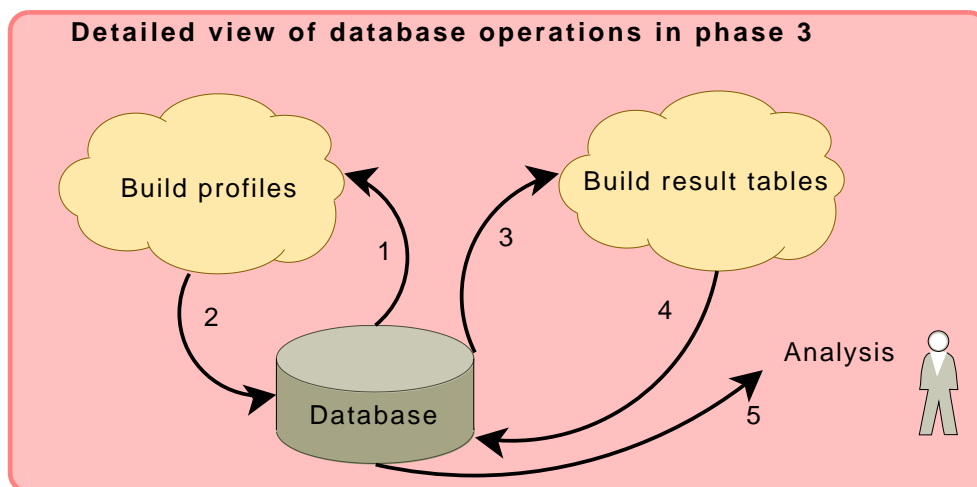 Detailed view of database operations in phase 3
Build profiles
Build result tables
1
3
2
4
Analysis
Database
5